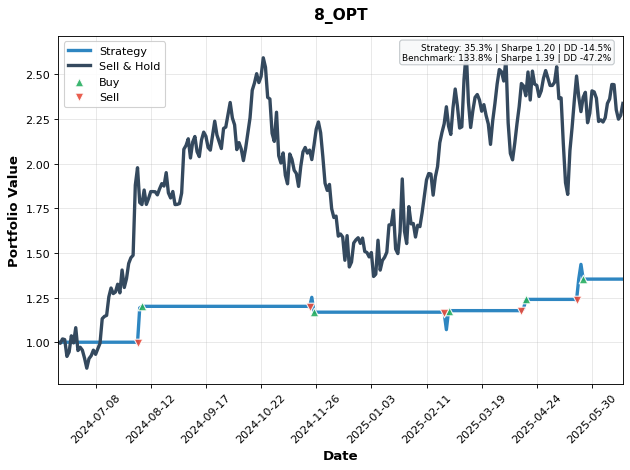 8_OPT
Strategy
Sell & Hold
Buy
Sell
Strategy: 35.3% | Sharpe 1.20 | DD -14.5%
Benchmark: 133.8% | Sharpe 1.39 | DD -47.2%
Portfolio Value
2.50
2.25
2.00
1.75
1.50
1.25
1.00
2024-07-08
2024-08-12
2024-09-17
2024-10-22
2024-11-26
2025-01-03
2025-02-11
2025-03-19
2025-04-24
2025-05-30
Date